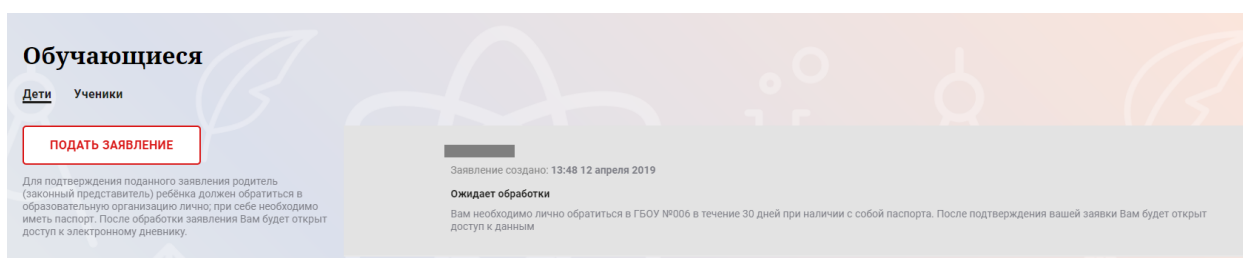 Обучающиеся
Дети Ученики
ПОДАТЬ ЗАЯВЛЕНИЕ
Для подтверждения поданного заявления родитель
(законный представитель) ребёнка должен обратиться в
образовательную организацию лично; при себе необходимо
иметь паспорт. После обработки заявления Вам будет открыт
доступ к электронному дневнику.
Заявление создано: 13:48 12 апреля 2019
Ожидает обработки
Вам необходимо лично обратиться в ГБОУ №006 в течение 30 дней при наличии с собой паспорта. После подтверждения вашей заявки Вам будет открыт
доступ к данным